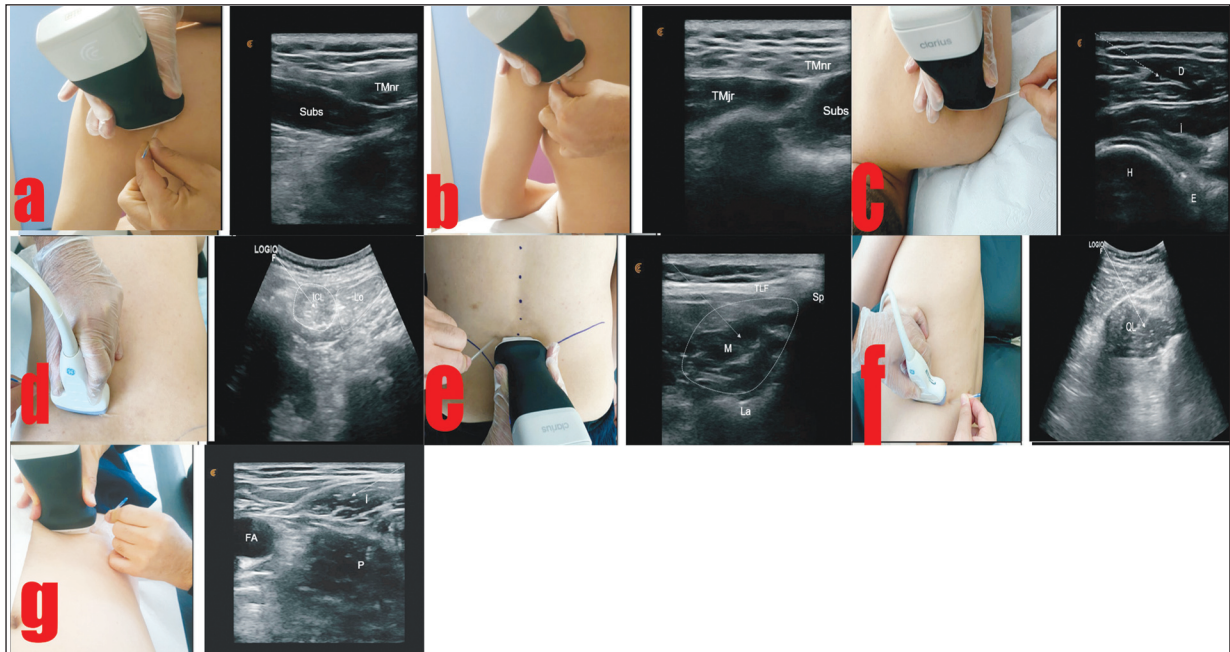 a
TMnr
Subs
b
TMnr
TMjr
Subs
clarius
c
D
I
H
E
d
LOGIQ
F
ICL
Lo
e
clarius
TLF
Sp
M
La
f
LOGIQ
F
QL
g
I
FA
P